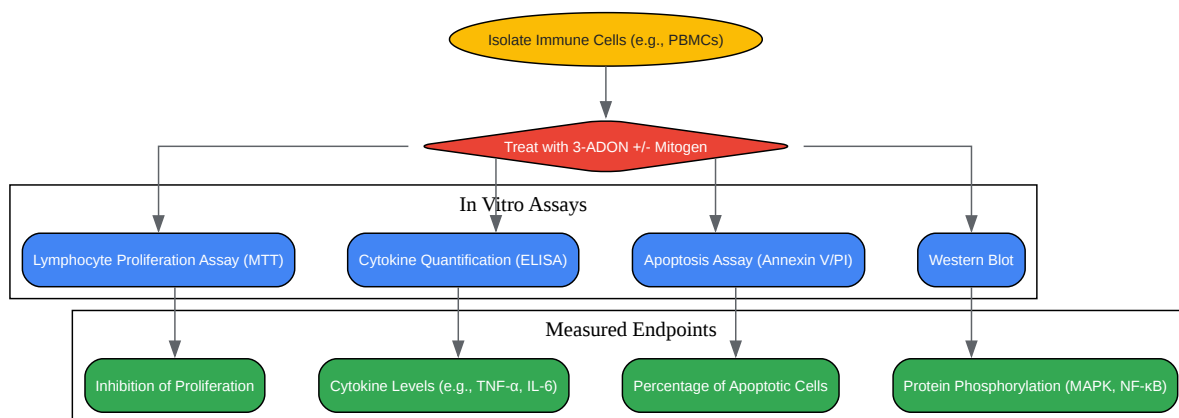 Isolate Immune Cells (e.g., PBMCs)
Treat with 3-ADON +/- Mitogen
In Vitro Assays
Lymphocyte Proliferation Assay (MTT)
Cytokine Quantification (ELISA)
Apoptosis Assay (Annexin V/PI)
Western Blot
Measured Endpoints
Inhibition of Proliferation
Cytokine Levels (e.g., TNF-α, IL-6)
Percentage of Apoptotic Cells
Protein Phosphorylation (MAPK, NF-κB)